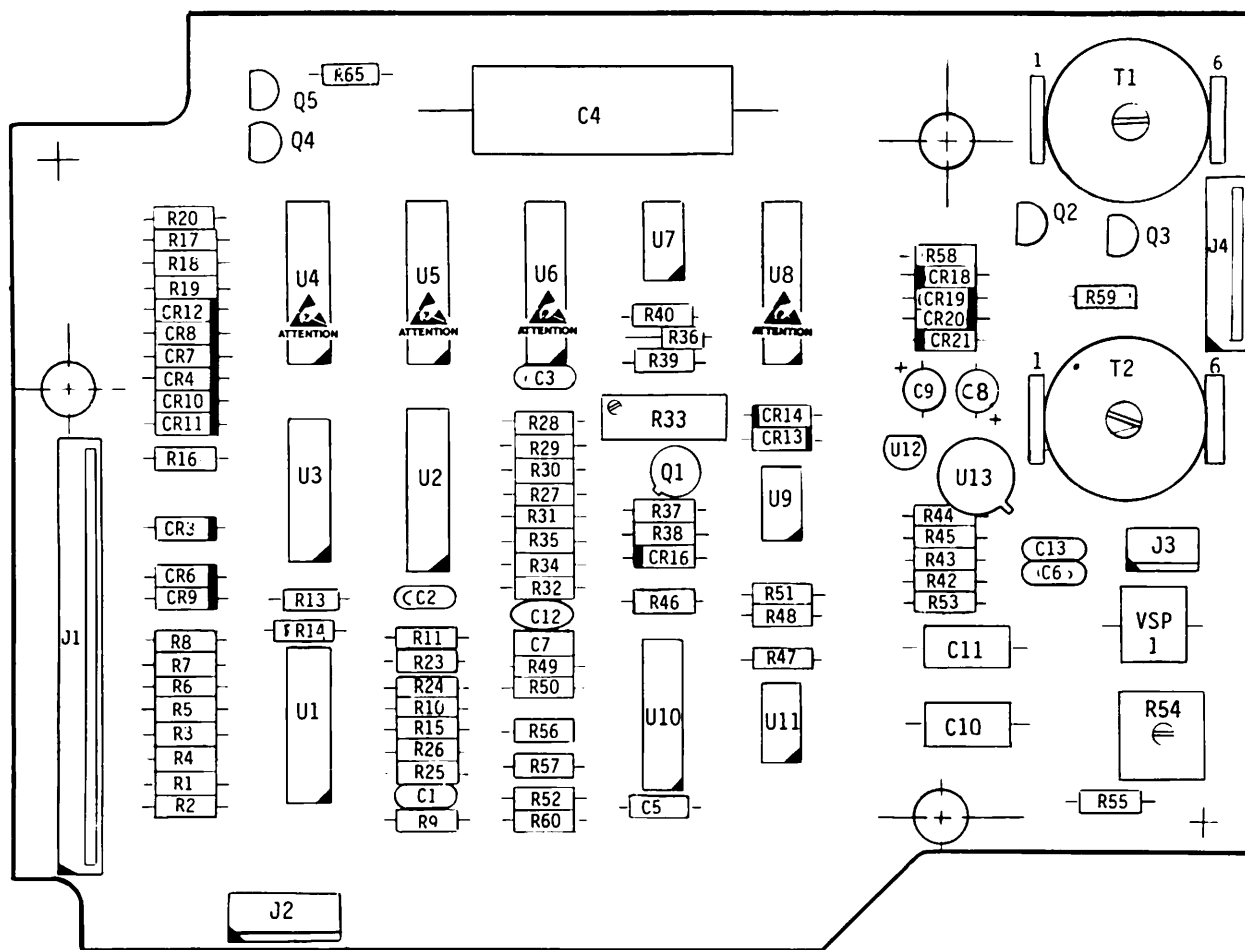 R65
Q5
Q4
C4
1
T1
6
Q2
Q3
J4
R20
R17
R18
R19
CR12
CR8
CR7
CR4
CR10
CR11
R16
CR3
CR6
CR9
R8
R7
R6
R5
R3
R4
R1
R2
J1
J2
U4
ATTENTION
U3
R13
R14
U1
U5
ATTENTION
U2
C2
R11
R23
R24
R10
R15
R26
R25
C1
R9
U6
ATTENTION
C3
R28
R29
R30
R27
R31
R35
R34
R32
C12
C7
R49
R50
R56
R57
R52
R60
U7
R40
R36
R39
R33
Q1
R37
R38
CR16
R46
U10
C5
U8
ATTENTION
CR14
CR13
U9
R51
R48
R47
U11
R58
CR18
CR19
CR20
CR21
+
C9
C8
+
U12
U13
R44
R45
R43
R42
R53
C11
C10
R59
1
T2
6
C13
C6
J3
VSP
1
R54
R55